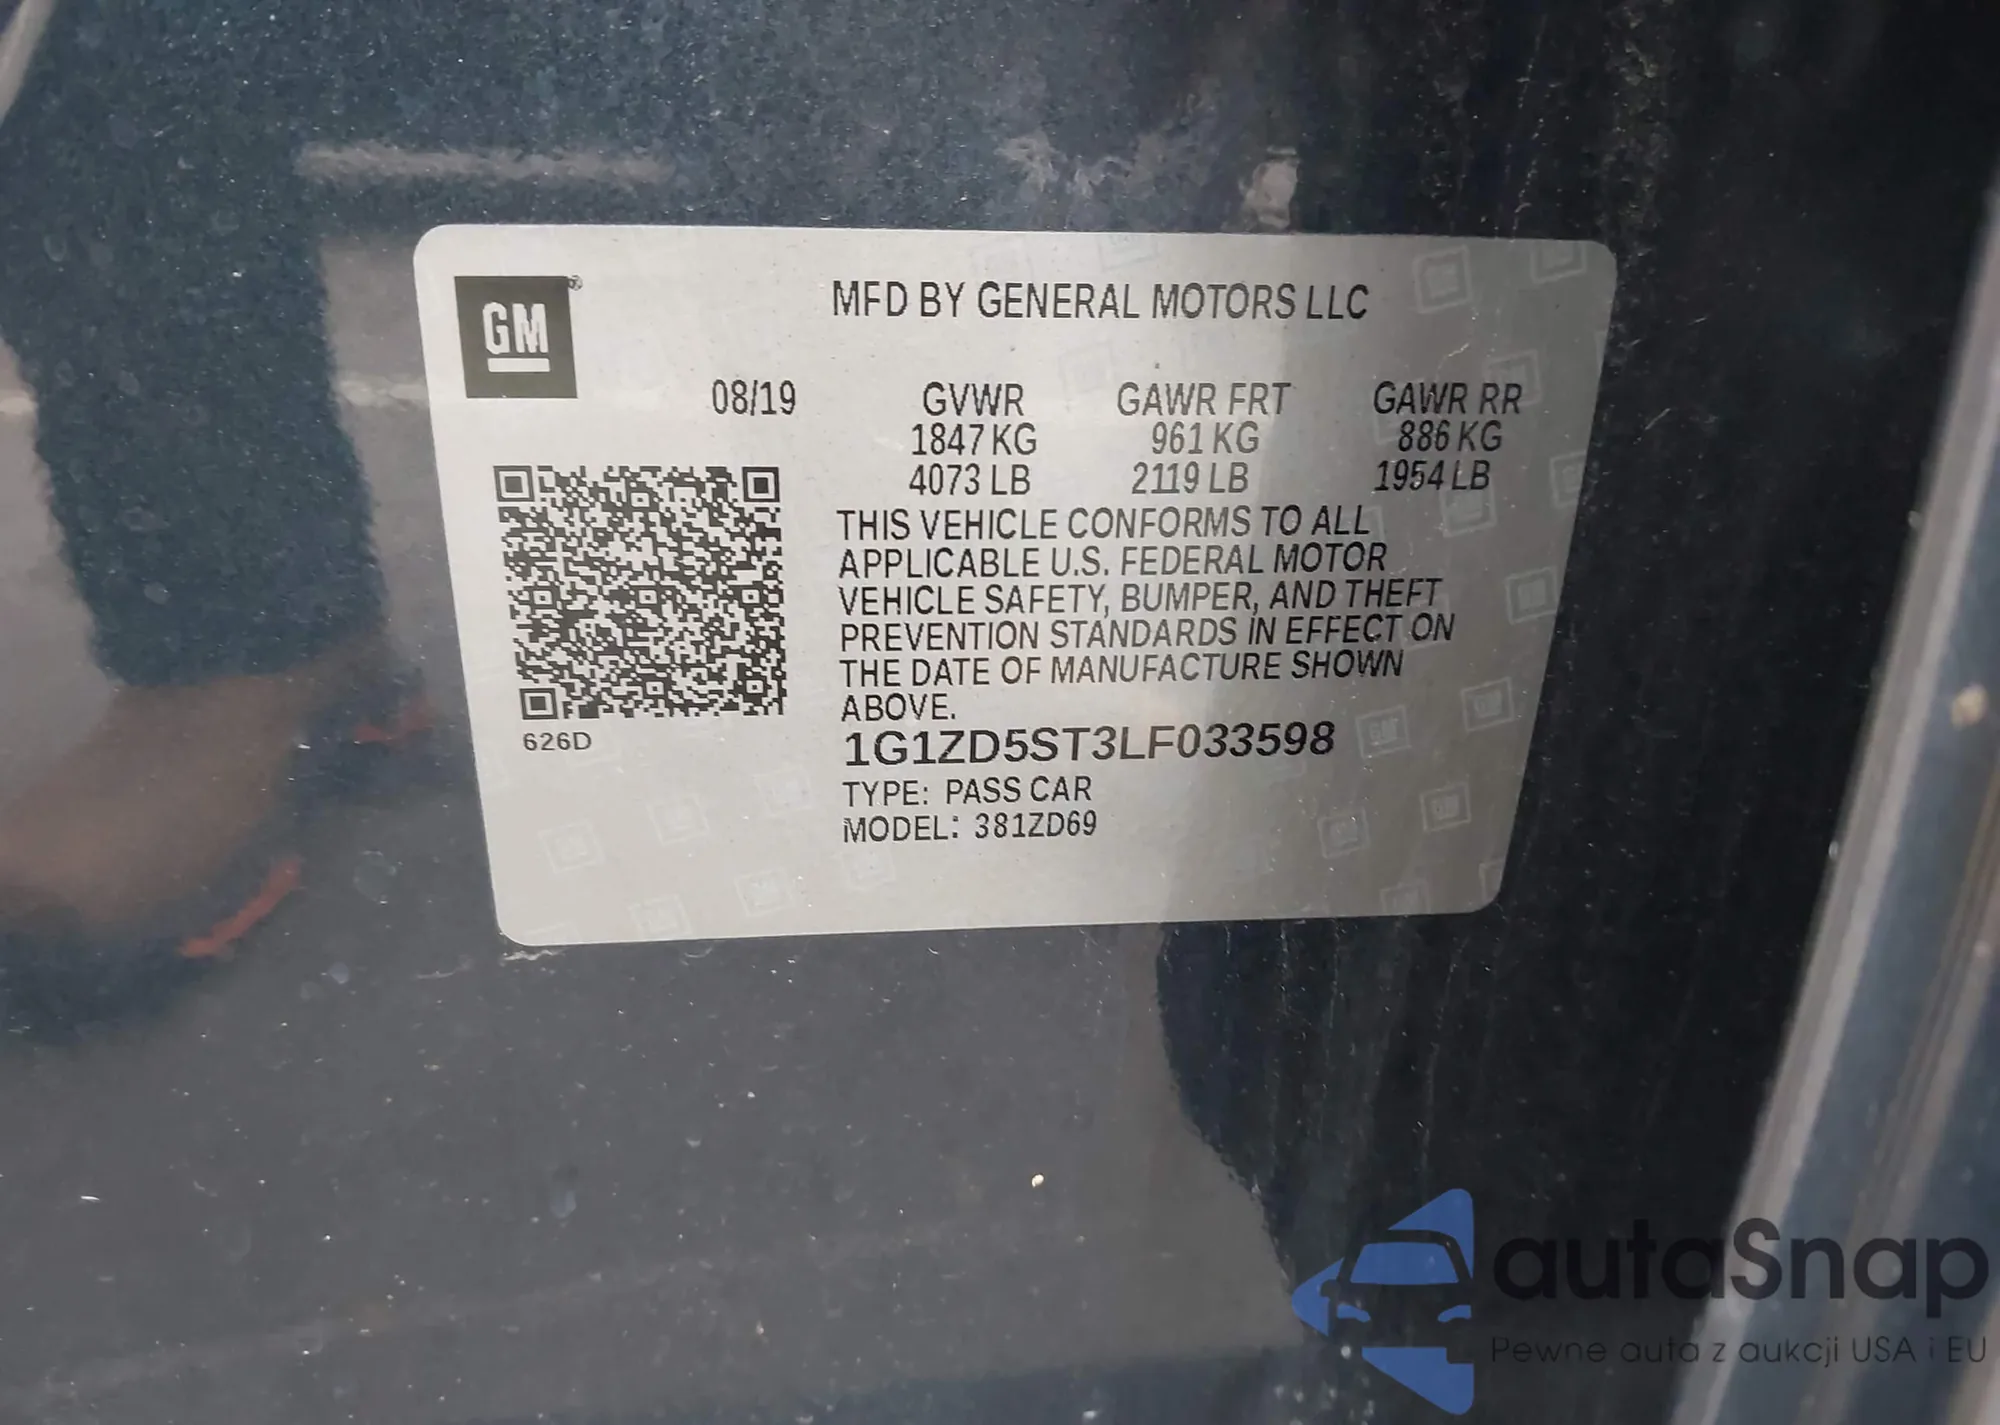 GM
MFD BY GENERAL MOTORS LLC
08/19 GVWR GAWR FRT GAWR RR
1847 KG 961 KG 886 KG
4073 LB 2119 LB 1954 LB
THIS VEHICLE CONFORMS TO ALL
APPLICABLE U.S. FEDERAL MOTOR
VEHICLE SAFETY, BUMPER, AND THEFT
PREVENTION STANDARDS IN EFFECT ON
THE DATE OF MANUFACTURE SHOWN
ABOVE.
626D
1G1ZD5ST3LF033598
TYPE: PASS CAR
MODEL: 381ZD69
autaSnap
Pewne auta z aukcji USA i EU